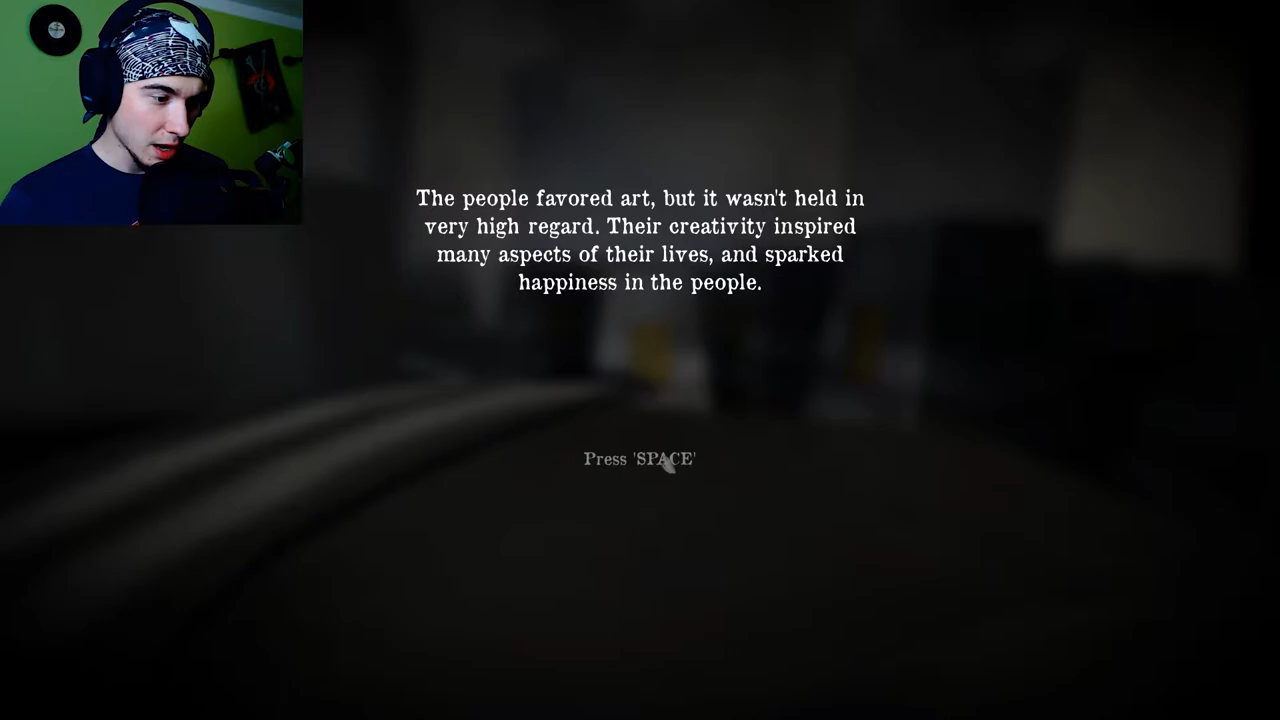 The people favored art, but it wasn't held in
very high regard. Their creativity inspired
many aspects of their lives, and sparked
happiness in the people.
Press 'SPACE'